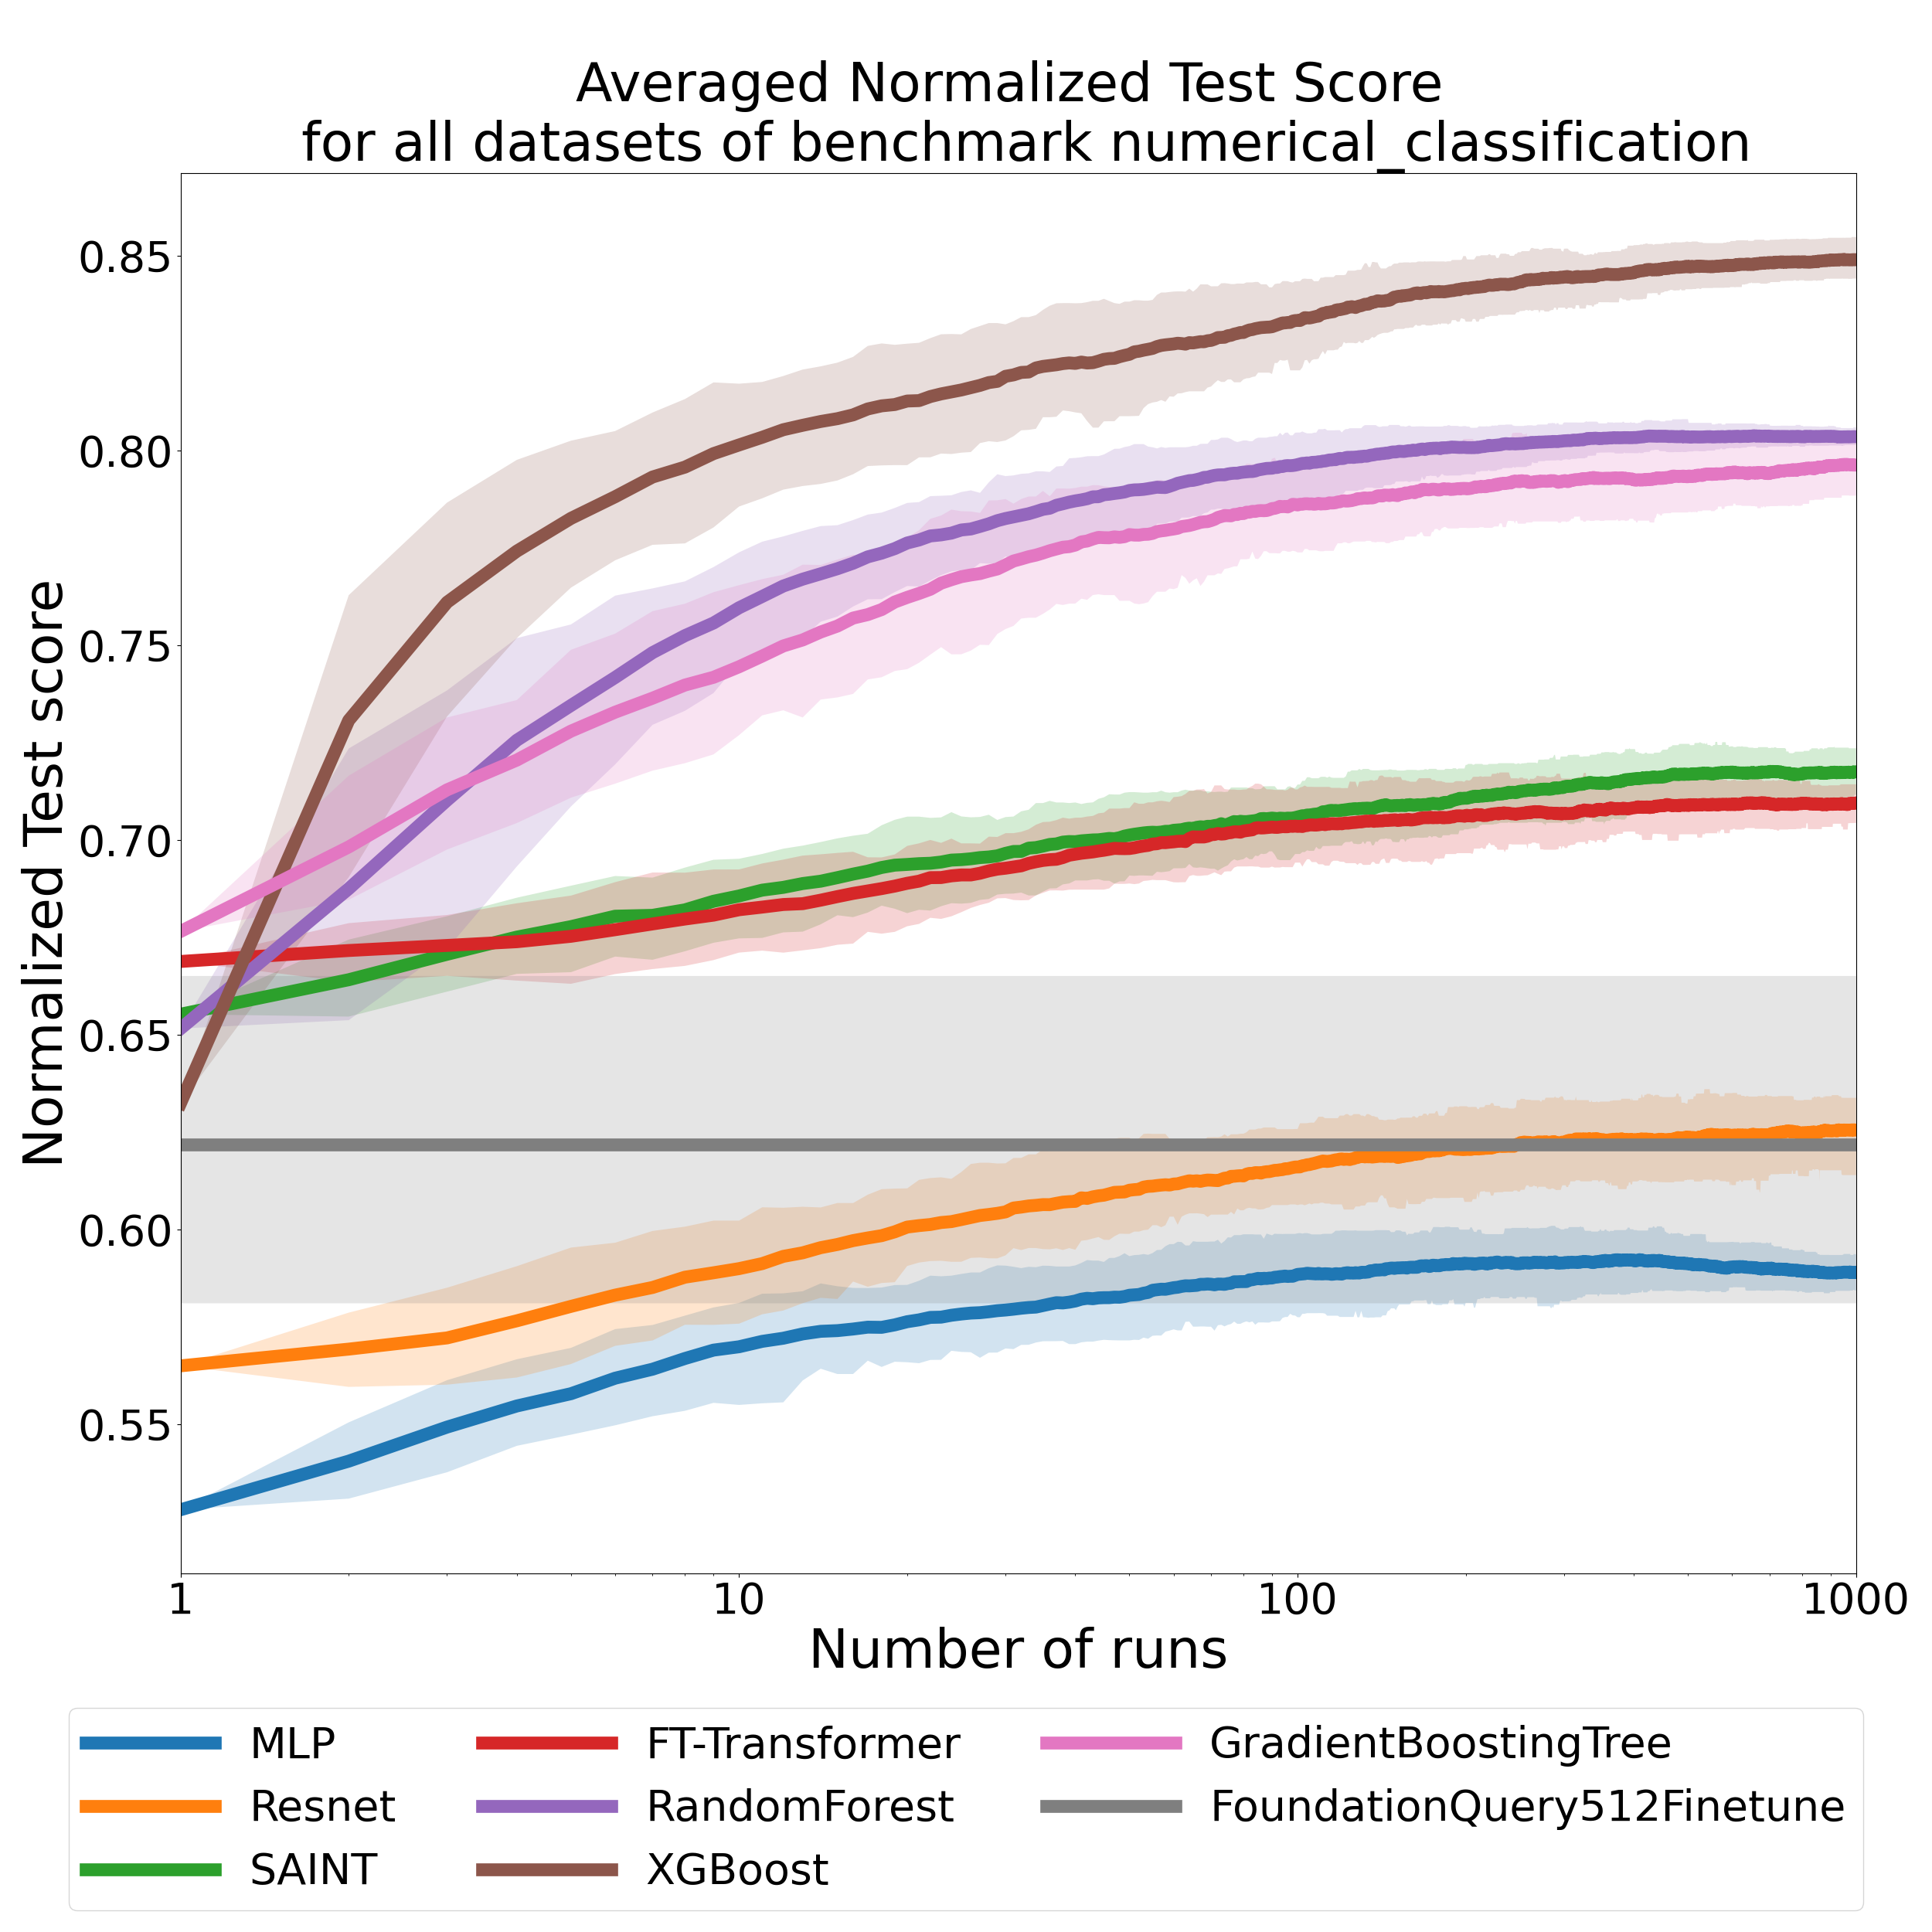 Averaged Normalized Test Score
for all datasets of benchmark numerical_classification
Normalized Test score
0.85
0.80
0.75
0.70
0.65
0.60
0.55
1
10
100
1000
Number of runs
MLP
Resnet
SAINT
FT-Transformer
RandomForest
XGBoost
GradientBoostingTree
FoundationQuery512Finetune